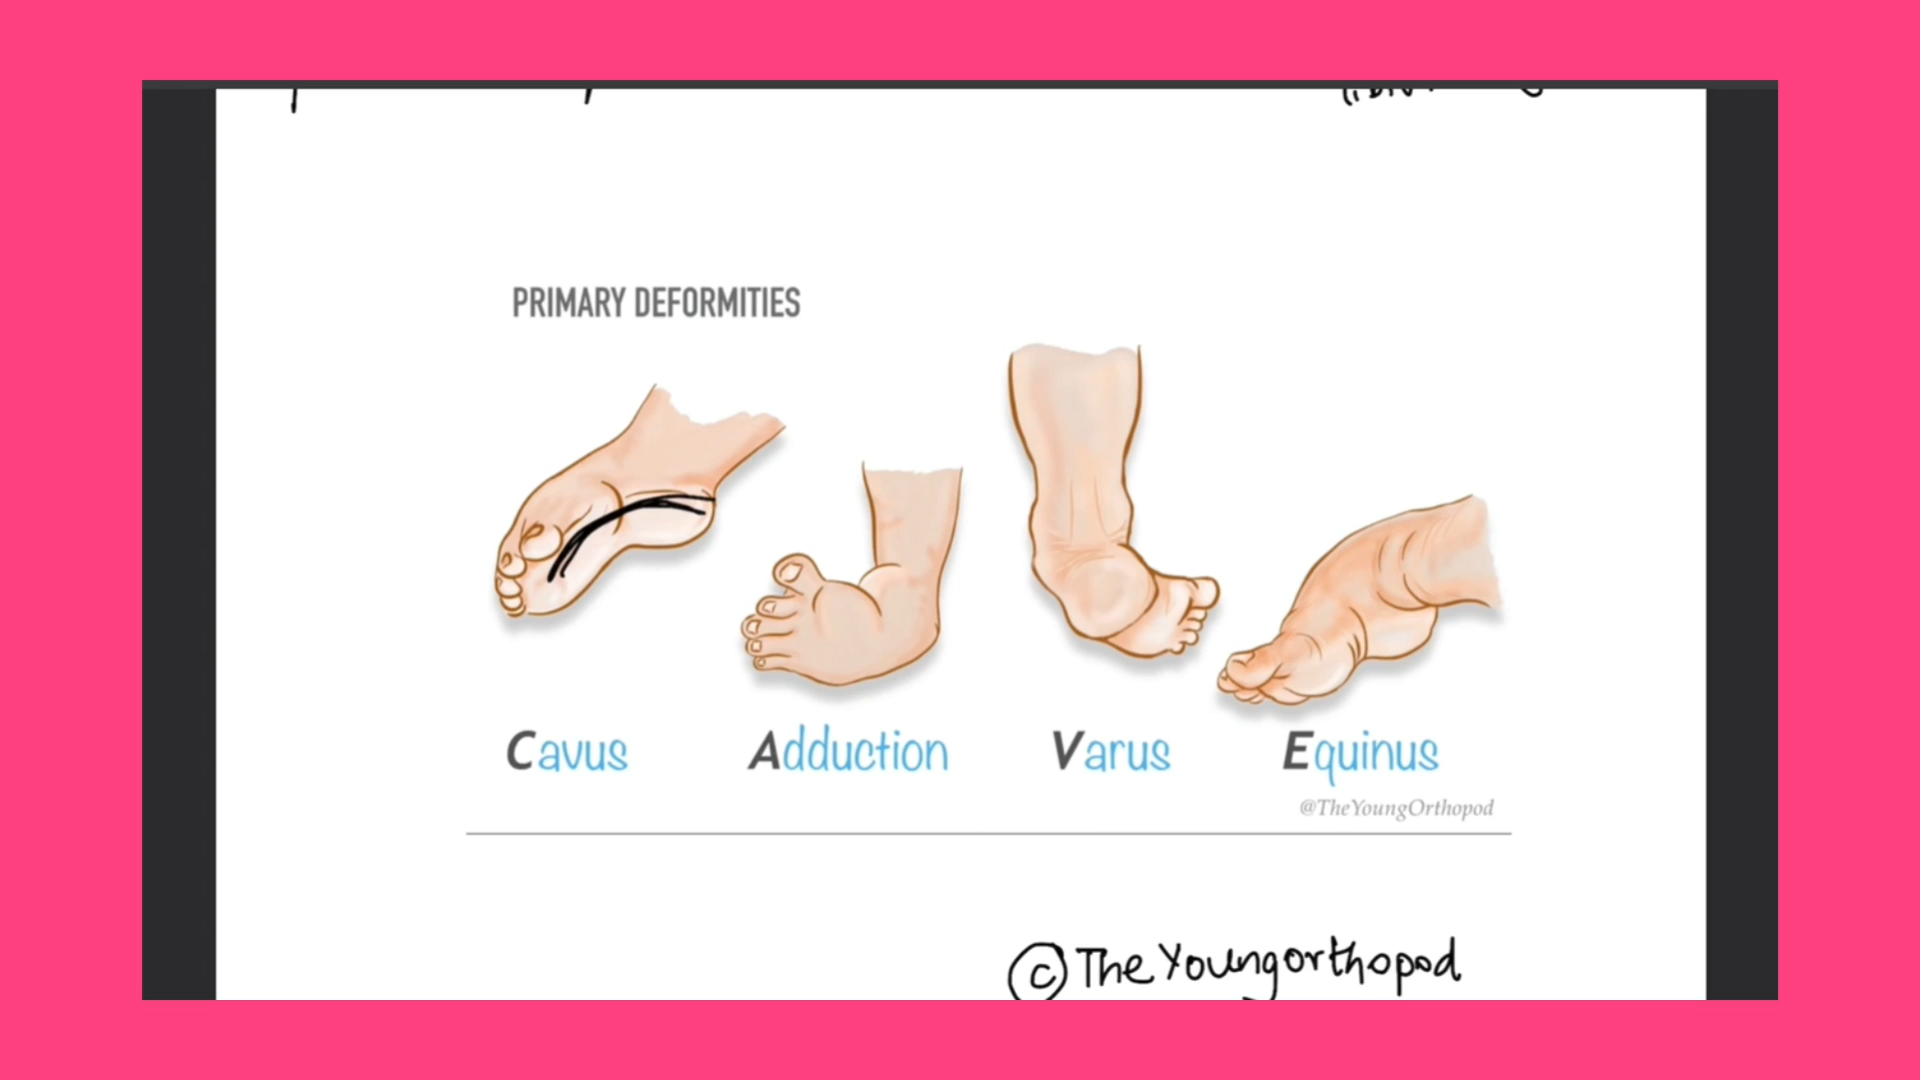 PRIMARY DEFORMITIES
Cavus Adduction Varus Equinus
@TheYoungOrthopod
© The Youngorthopod